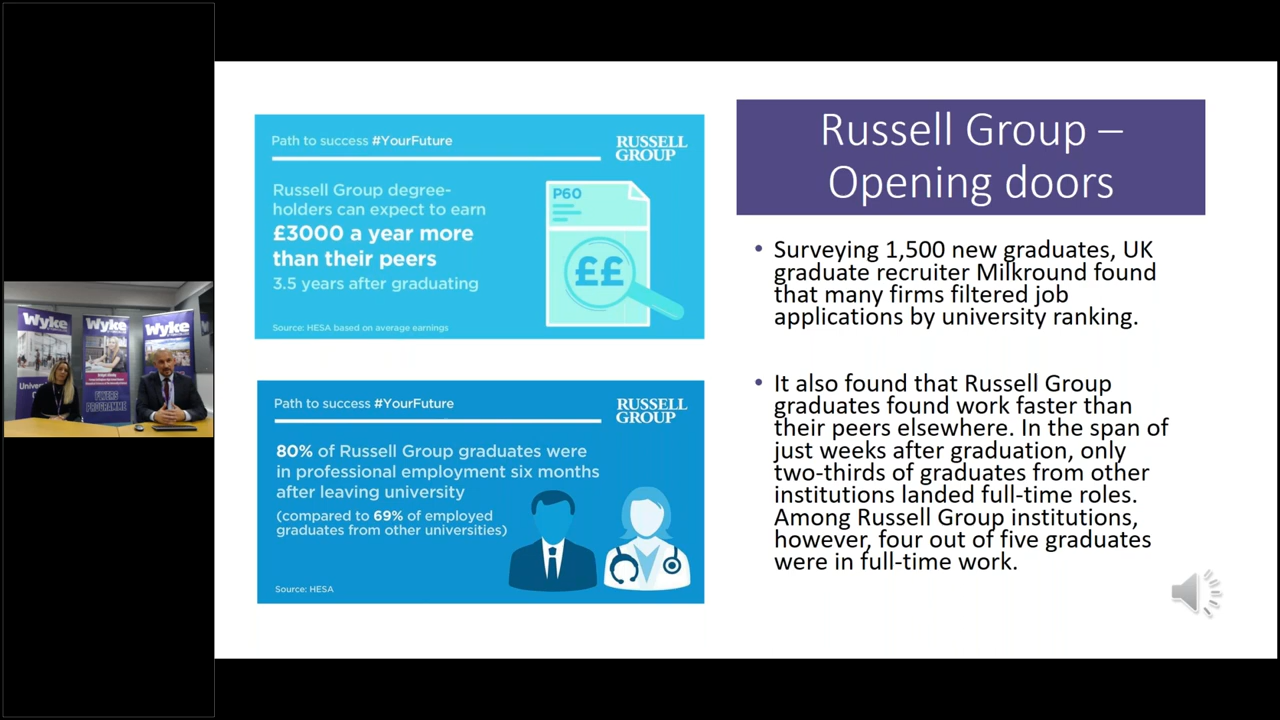 Path to success #YourFuture
RUSSELL
GROUP
Russell Group degree-
holders can expect to earn
£3000 a year more
than their peers
3.5 years after graduating
P60
££
Source: HESA based on average earnings
Path to success #YourFuture
RUSSELL
GROUP
80% of Russell Group graduates were
in professional employment six months
after leaving university
(compared to 69% of employed
graduates from other universities)
Source: HESA
Russell Group –
Opening doors
• Surveying 1,500 new graduates, UK
graduate recruiter Milkround found
that many firms filtered job
applications by university ranking.
• It also found that Russell Group
graduates found work faster than
their peers elsewhere. In the span of
just weeks after graduation, only
two-thirds of graduates from other
institutions landed full-time roles.
Among Russell Group institutions,
however, four out of five graduates
were in full-time work.
Wyke
Wyke
Wyke
FLYERS
PROGRAMME